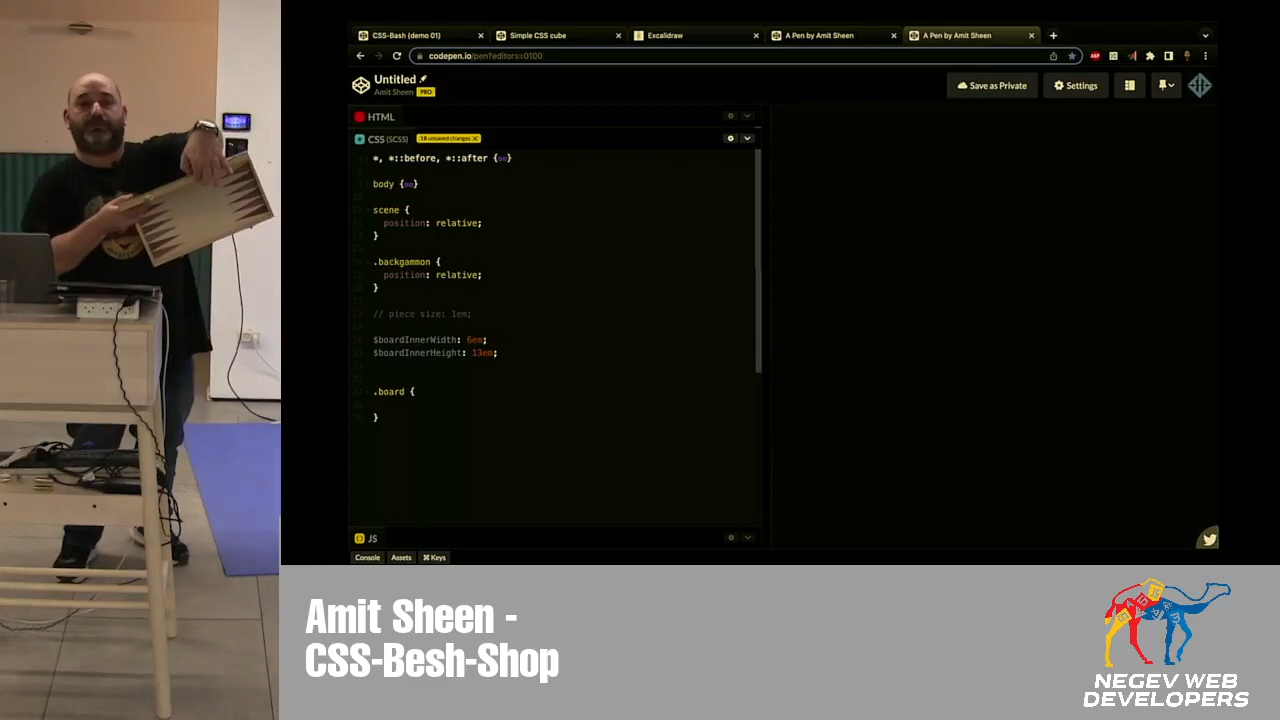 CSS-Bash (demo 01)
Simple CSS cube
Excalidraw
A Pen by Amit Sheen
A Pen by Amit Sheen
codepen.io/pen?editors=0100
Untitled
Amit Sheen PRO
Save as Private
Settings
HTML
CSS (SCSS)
18 unsaved changes X
*, *::before, *::after {
}
body {
}
scene {
position: relative;
}
.backgammon {
position: relative;
}
// piece size: 1em;
$boardInnerWidth: 6em;
$boardInnerHeight: 13em;
.board {
}
JS
Console Assets ⌘ Keys
Amit Sheen -
CSS-Besh-Shop
NEGEV WEB
DEVELOPERS